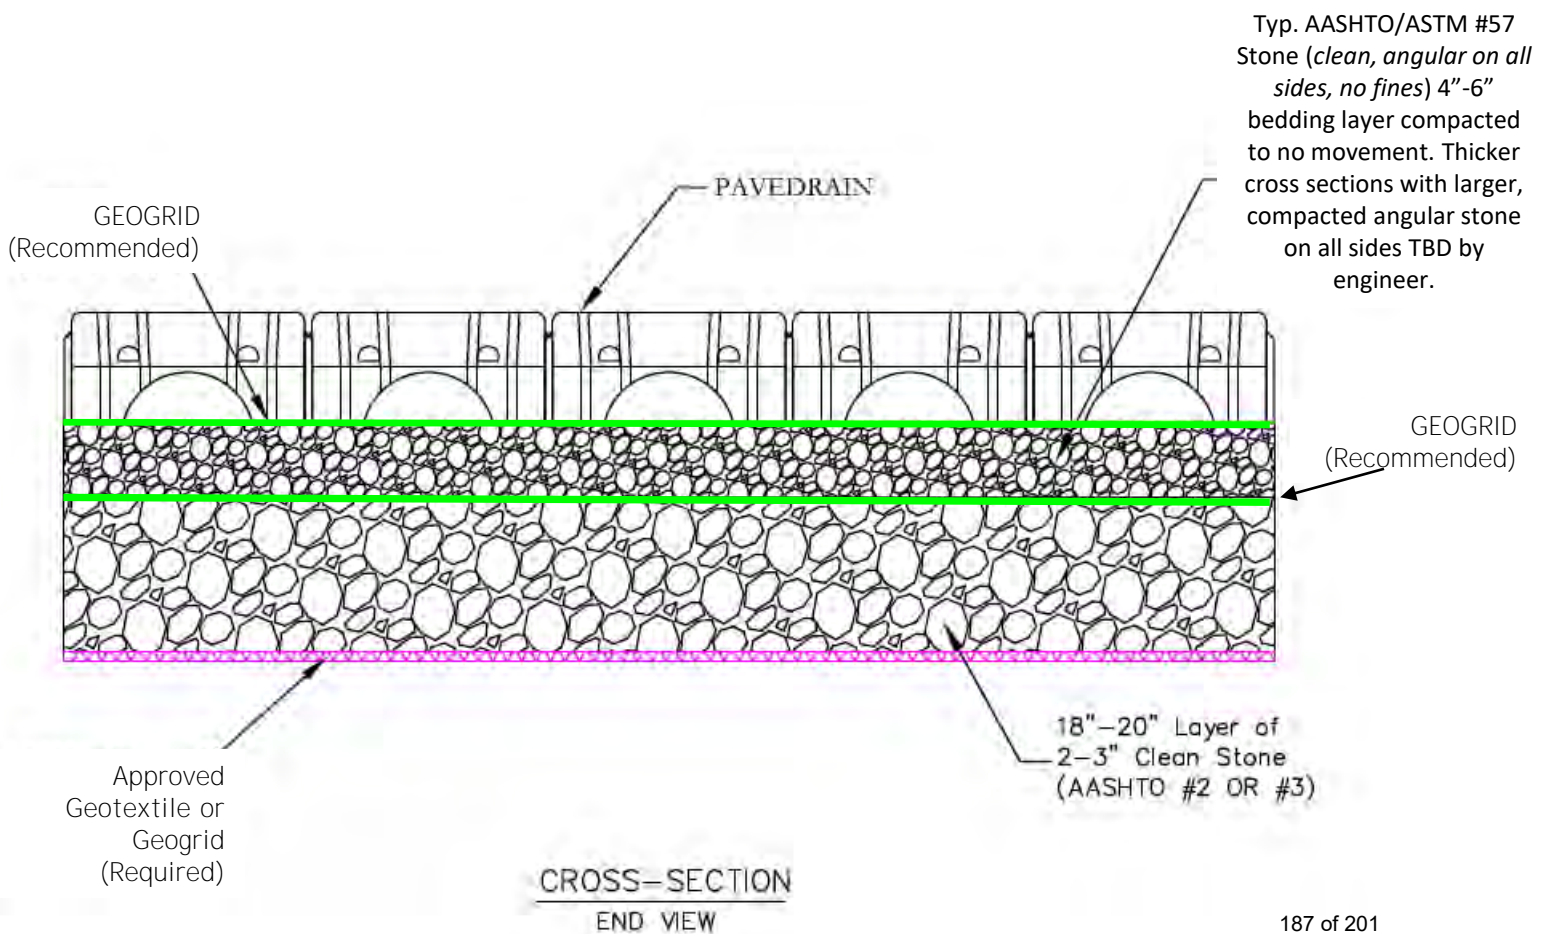 Typ. AASHTO/ASTM #57
Stone (clean, angular on all
sides, no fines) 4”-6”
bedding layer compacted
to no movement. Thicker
cross sections with larger,
compacted angular stone
on all sides TBD by
engineer.
PAVEDRAIN
GEOGRID
(Recommended)
GEOGRID
(Recommended)
18"-20" Layer of
2-3" Clean Stone
(AASHTO #2 OR #3)
Approved
Geotextile or
Geogrid
(Required)
CROSS-SECTION
END VIEW
187 of 201